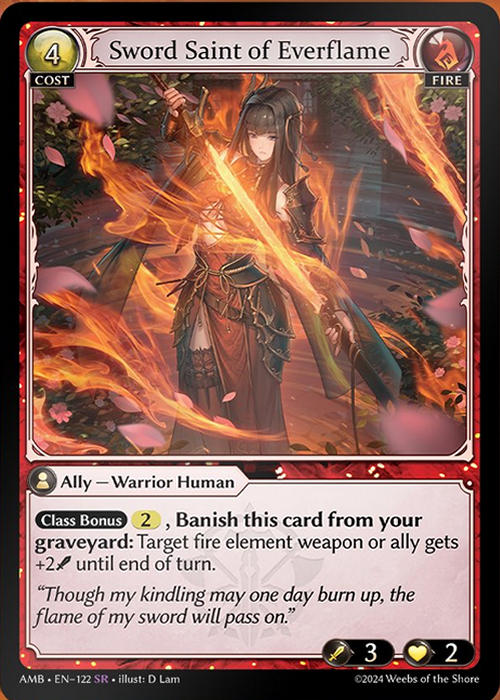 4 Sword Saint of Everflame
COST FIRE
Ally — Warrior Human
Class Bonus 2 , Banish this card from your
graveyard: Target fire element weapon or ally gets
+2 until end of turn.
“Though my kindling may one day burn up, the
flame of my sword will pass on.”
3 2
AMB • EN-122 SR • illust: D Lam ©2024 Weebs of the Shore